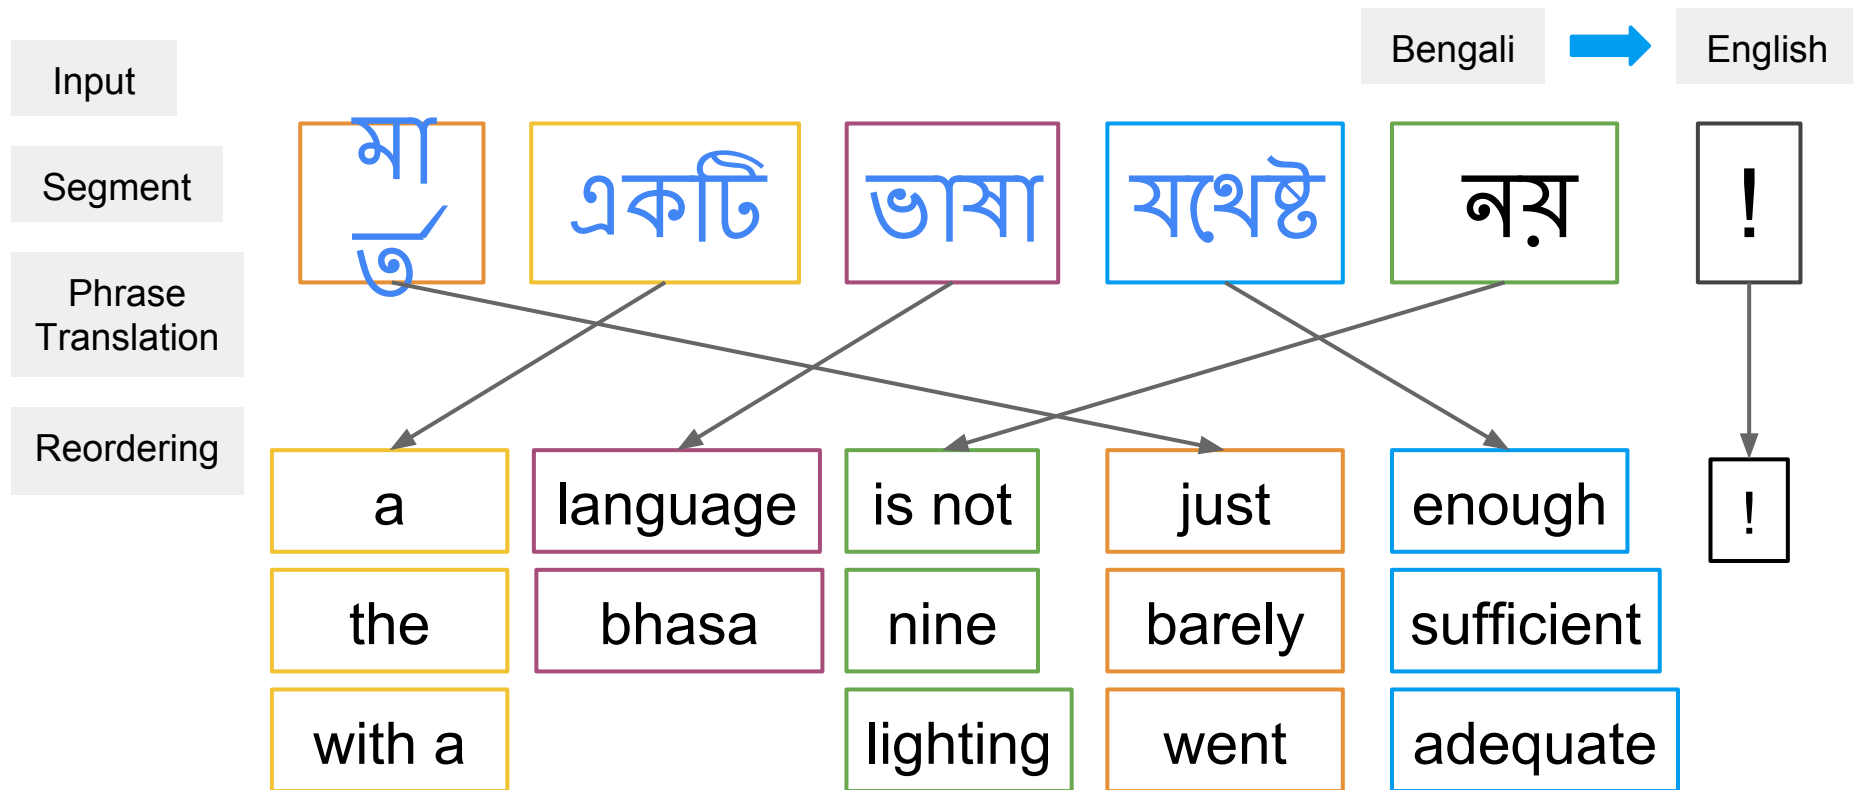 Bengali
English
Input
Segment
Phrase
Translation
Reordering
মা
র্ত
একটি
ভাষা
যথেষ্ট
নয়
!
a
language
is not
just
enough
!
the
bhasa
nine
barely
sufficient
with a
lighting
went
adequate